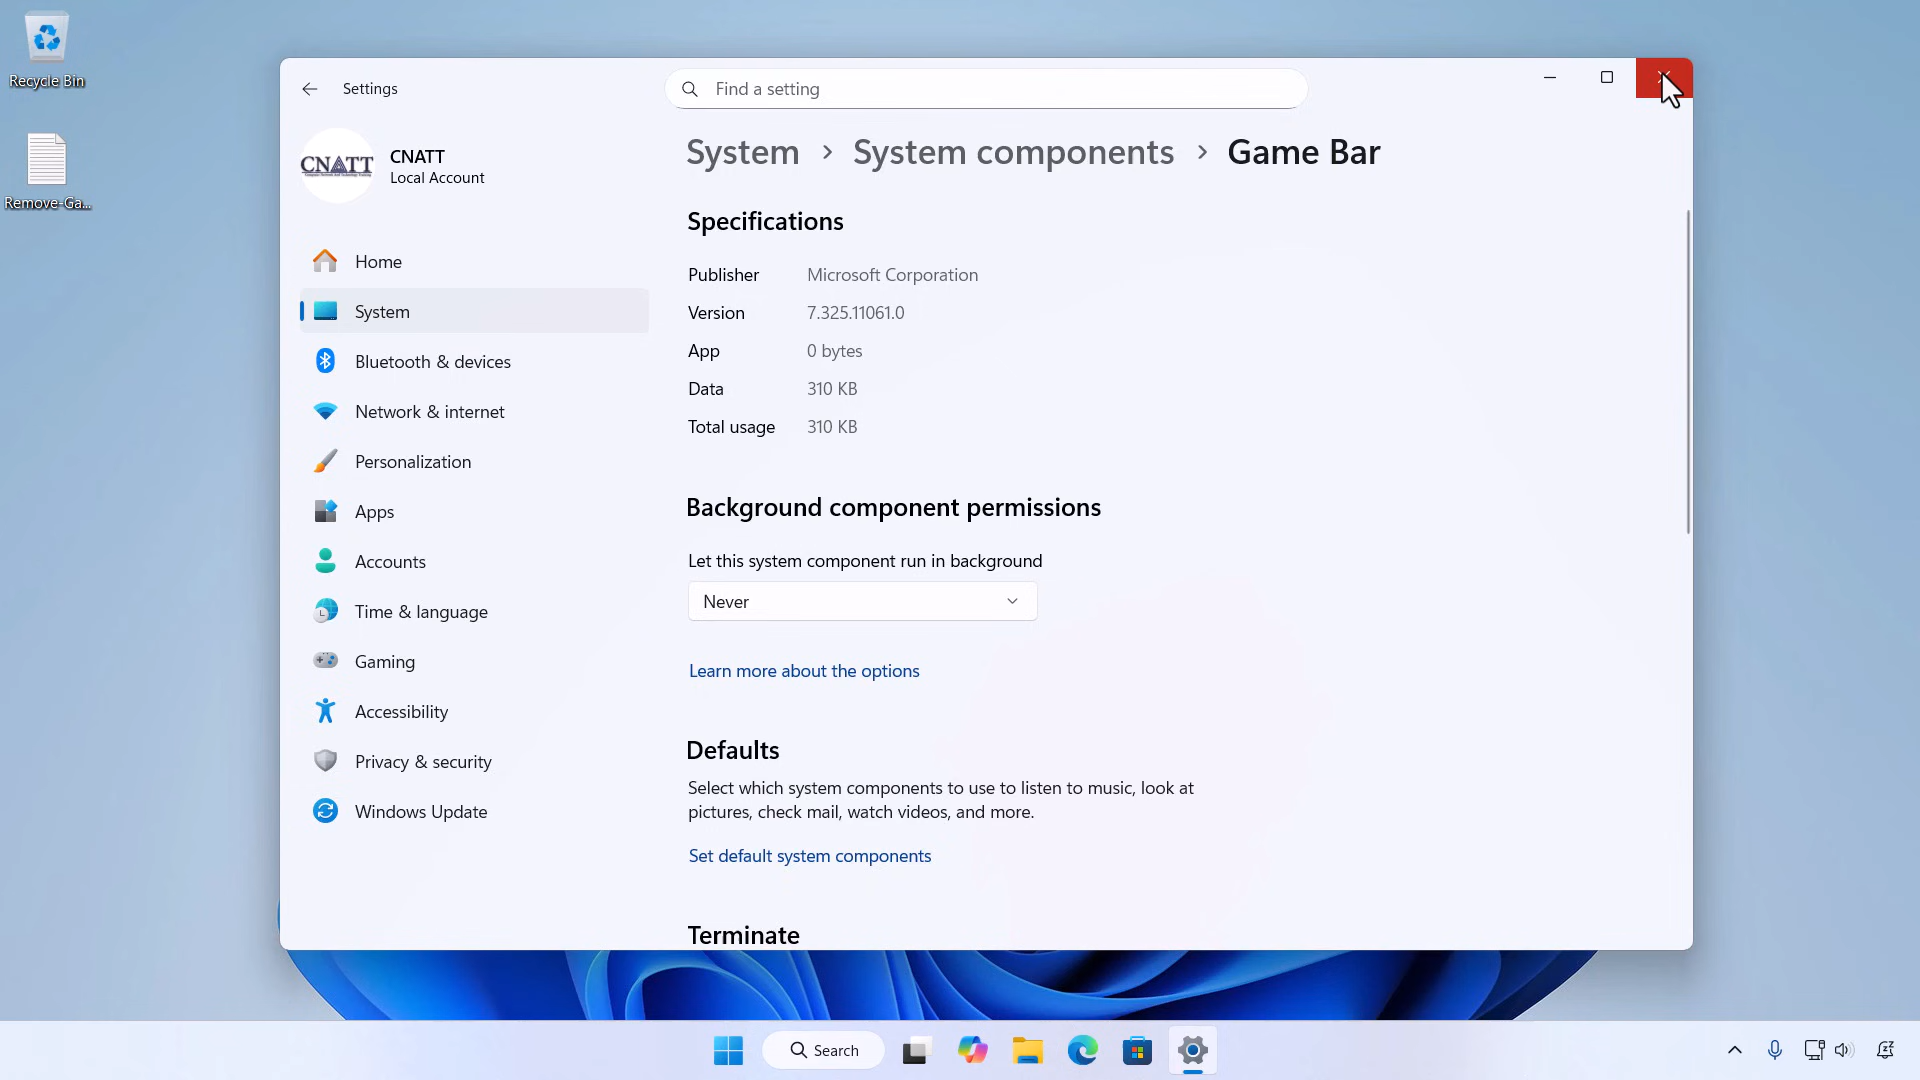 Recycle Bin
Remove-Ga...
Settings
Find a setting
CNATT
CNATT
Local Account
Home
System
Bluetooth & devices
Network & internet
Personalization
Apps
Accounts
Time & language
Gaming
Accessibility
Privacy & security
Windows Update
System > System components > Game Bar
Specifications
Publisher Microsoft Corporation
Version 7.325.11061.0
App 0 bytes
Data 310 KB
Total usage 310 KB
Background component permissions
Let this system component run in background
Never
Learn more about the options
Defaults
Select which system components to use to listen to music, look at
pictures, check mail, watch videos, and more.
Set default system components
Terminate
Search